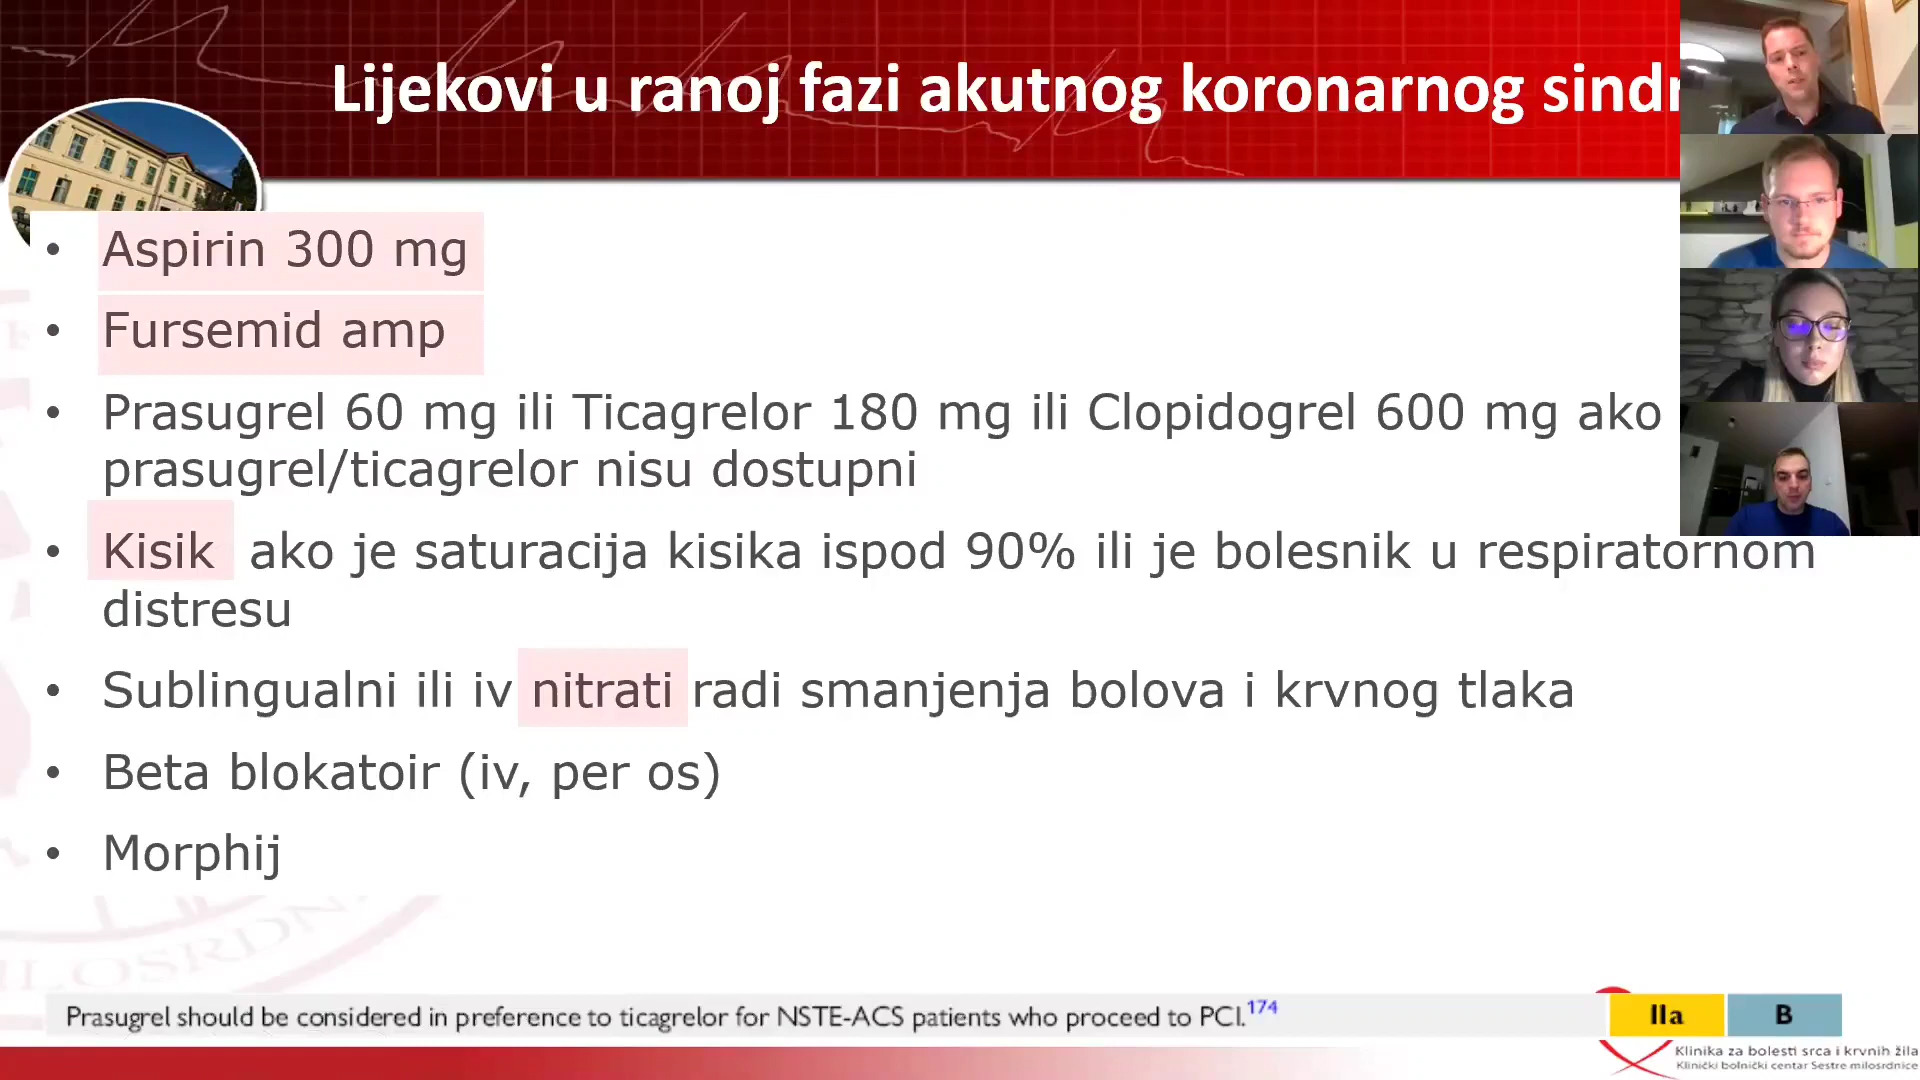 Lijekovi u ranoj fazi akutnog koronarnog
• Aspirin 300 mg
• Fursemid amp
• Prasugrel 60 mg ili Ticagrelor 180 mg ili Clopidogrel 600 mg ako
prasugrel/ticagrelor nisu dostupni
• Kisik ako je saturacija kisika ispod 90% ili je bolesnik u respiratornom
distresu
• Sublingualni ili iv nitrati radi smanjenja bolova i krvnog tlaka
• Beta blokatoir (iv, per os)
• Morphij
Prasugrel should be considered in preference to ticagrelor for NSTE-ACS patients who proceed to PCI.174
IIa B
Klinika za bolesti srca i krvnih žila
Klinički bolnički centar Sestre milosrdnice